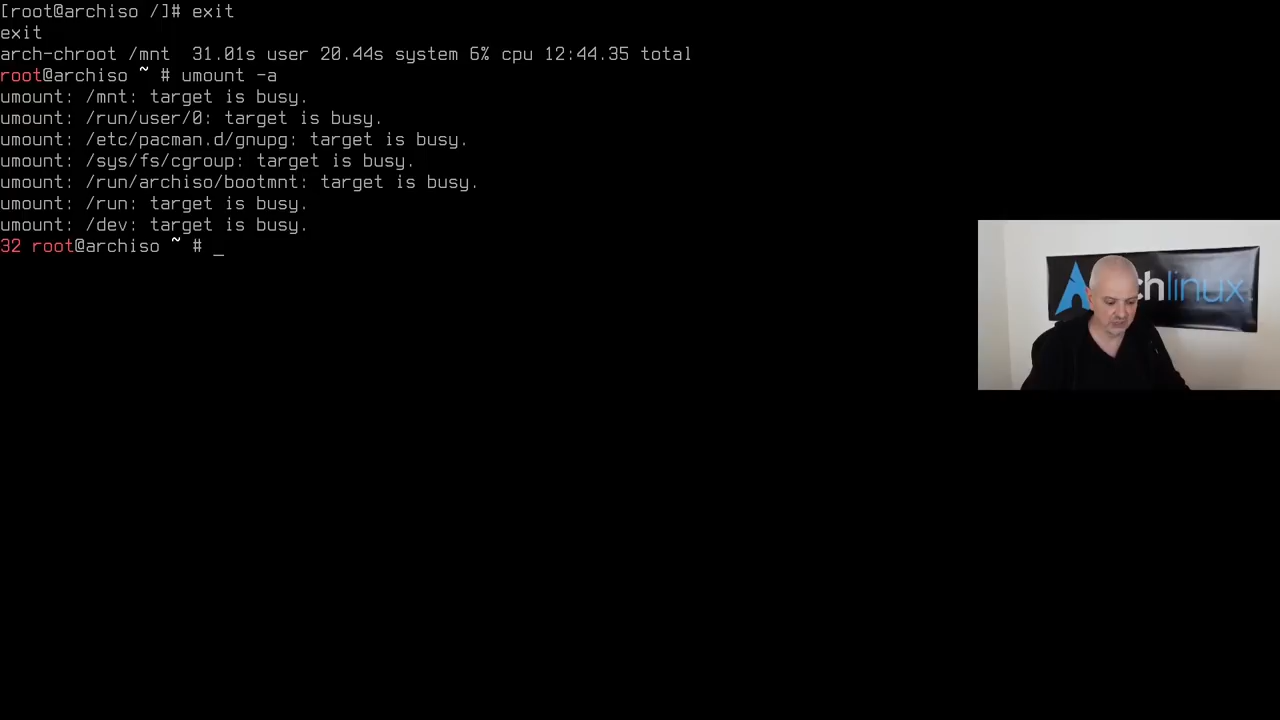 [root@archiso /]# exit
exit
arch-chroot /mnt  31.01s user 20.44s system 6% cpu 12:44.35 total
root@archiso ~ # umount -a
umount: /mnt: target is busy.
umount: /run/user/0: target is busy.
umount: /etc/pacman.d/gnupg: target is busy.
umount: /sys/fs/cgroup: target is busy.
umount: /run/archiso/bootmnt: target is busy.
umount: /run: target is busy.
umount: /dev: target is busy.
32 root@archiso ~ # _
ch linux